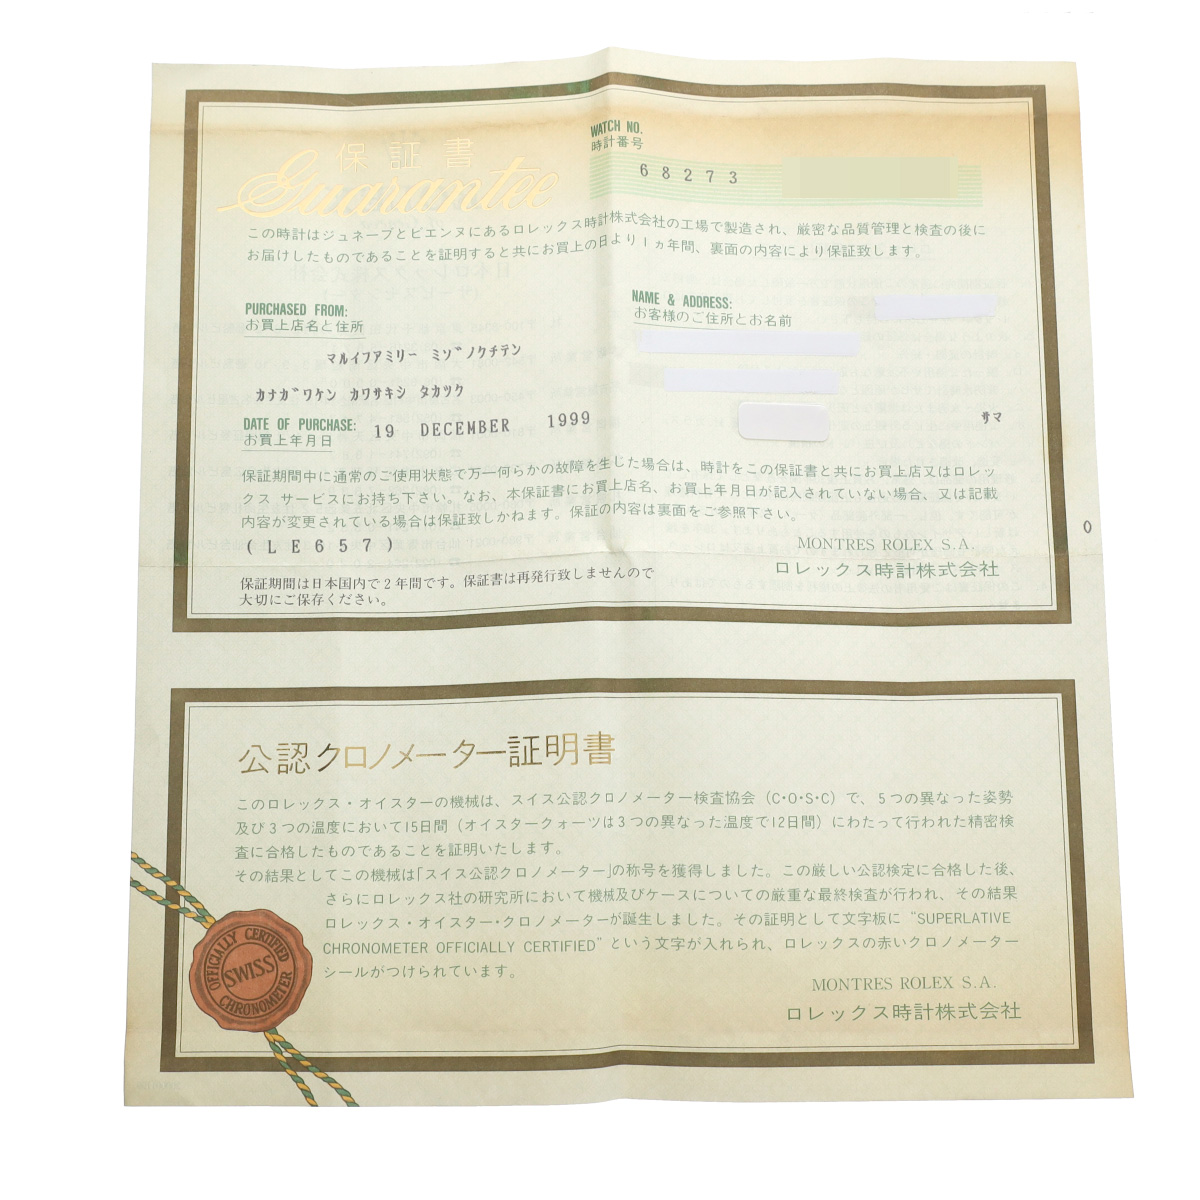 WATCH NO.
時計番号
68273
保証書
Guarantee
この時計はジュネーブとビエンヌにあるロレックス時計株式会社の工場で製造され、厳密な品質管理と検査の後に
お届けしたものであることを証明すると共にお買上の日より1ヵ年間、裏面の内容により保証致します。
PURCHASED FROM:
お買上店名と住所
マルイフアミリー ミゾノクチテン
カナガワケン カワサキシ タカツク
NAME & ADDRESS:
お客様のご住所とお名前
サマ
DATE OF PURCHASE: 19 DECEMBER 1999
お買上年月日
保証期間中に通常のご使用状態で万一何らかの故障を生じた場合は、時計をこの保証書と共にお買上店又はロレッ
クス サービスにお持ち下さい。なお、本保証書にお買上店名、お買上年月日が記入されていない場合、又は記載
内容が変更されている場合は保証致しかねます。保証の内容は裏面をご参照下さい。
(LE657)
0
MONTRES ROLEX S.A.
ロレックス時計株式会社
保証期間は日本国内で2年間です。保証書は再発行致しませんので
大切にご保存ください。
公認クロノメーター証明書
このロレックス・オイスターの機械は、スイス公認クロノメーター検査協会(C・O・S・C)で、5つの異なった姿勢
及び3つの温度において15日間(オイスタークォーツは3つの異なった温度で12日間)にわたって行われた精密検
査に合格したものであることを証明いたします。
その結果としてこの機械は「スイス公認クロノメーター」の称号を獲得しました。この厳しい公認検定に合格した後、
さらにロレックス社の研究所において機械及びケースについての厳重な最終検査が行われ、その結果
ロレックス・オイスター・クロノメーターが誕生しました。その証明として文字板に "SUPERLATIVE
CHRONOMETER OFFICIALLY CERTIFIED" という文字が入れられ、ロレックスの赤いクロノメーター
シールがつけられています。
MONTRES ROLEX S.A.
ロレックス時計株式会社
OFFICIALLY CERTIFIED
SWISS
CHRONOMETER